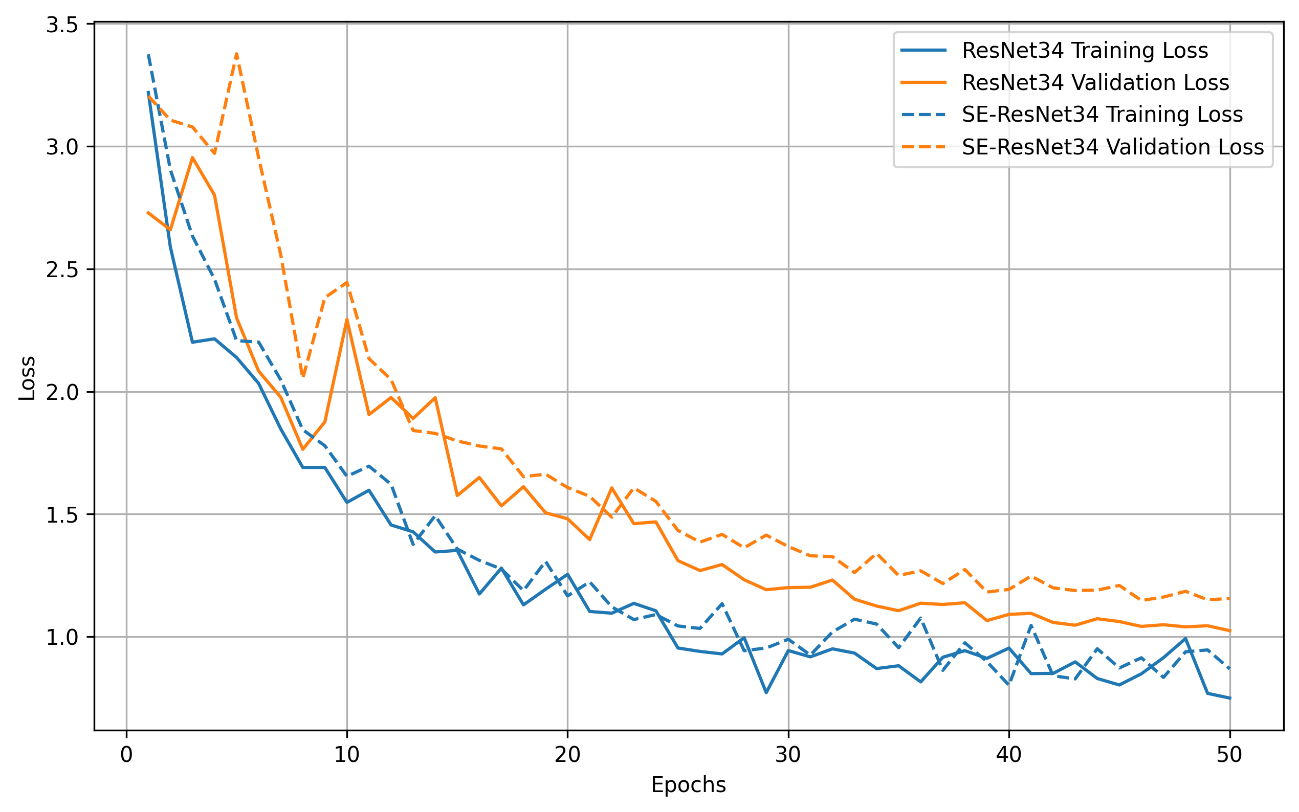 3.5
3.0
2.5
2.0
1.5
1.0
Loss
0
10
20
30
40
50
Epochs
ResNet34 Training Loss
ResNet34 Validation Loss
SE-ResNet34 Training Loss
SE-ResNet34 Validation Loss